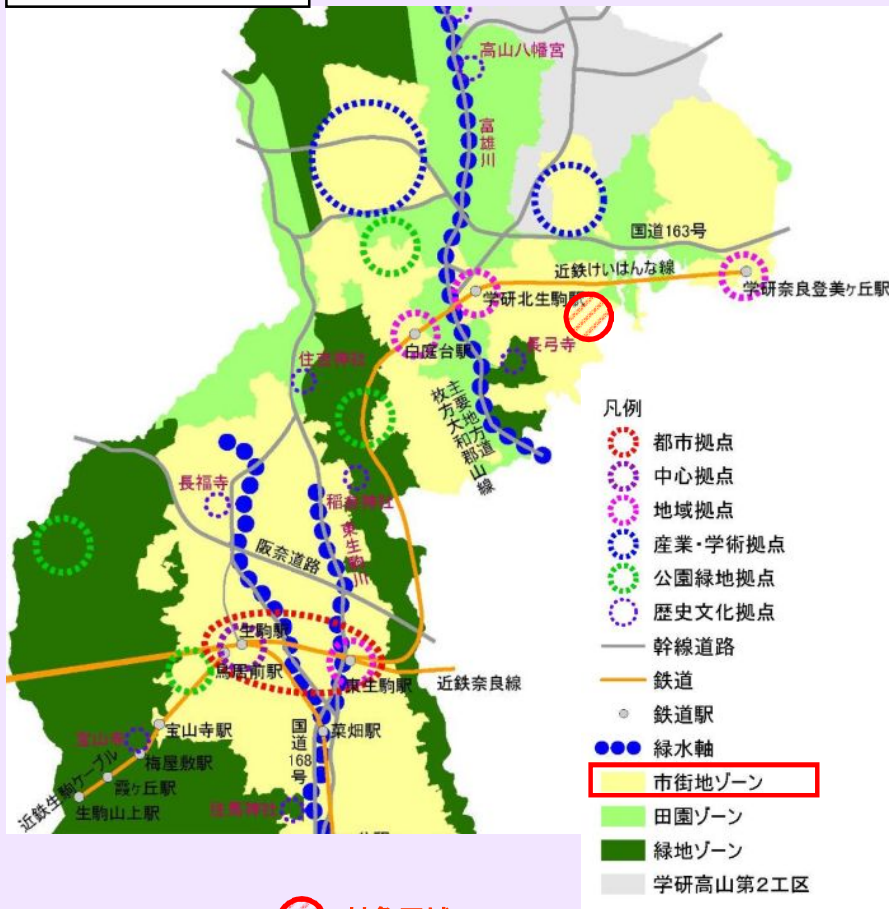 高山八幡宮
富雄川
国道163号
近鉄けいはんな線
学研奈良登美ヶ丘駅
学研北生駒駅
白庭台駅
長弓寺
住吉神社
主要地方道
枚方大和郡山線
長福寺
稲倉神社
東生駒川
阪奈道路
生駒駅
鳥居前駅
東生駒駅
近鉄奈良線
宝山寺駅
宝山寺
国道168号
菜畑駅
梅屋敷駅
近鉄生駒ケーブル
霞ヶ丘駅
生駒山上駅
往馬神社
凡例
都市拠点
中心拠点
地域拠点
産業・学術拠点
公園緑地拠点
歴史文化拠点
幹線道路
鉄道
鉄道駅
緑水軸
市街地ゾーン
田園ゾーン
緑地ゾーン
学研高山第2工区